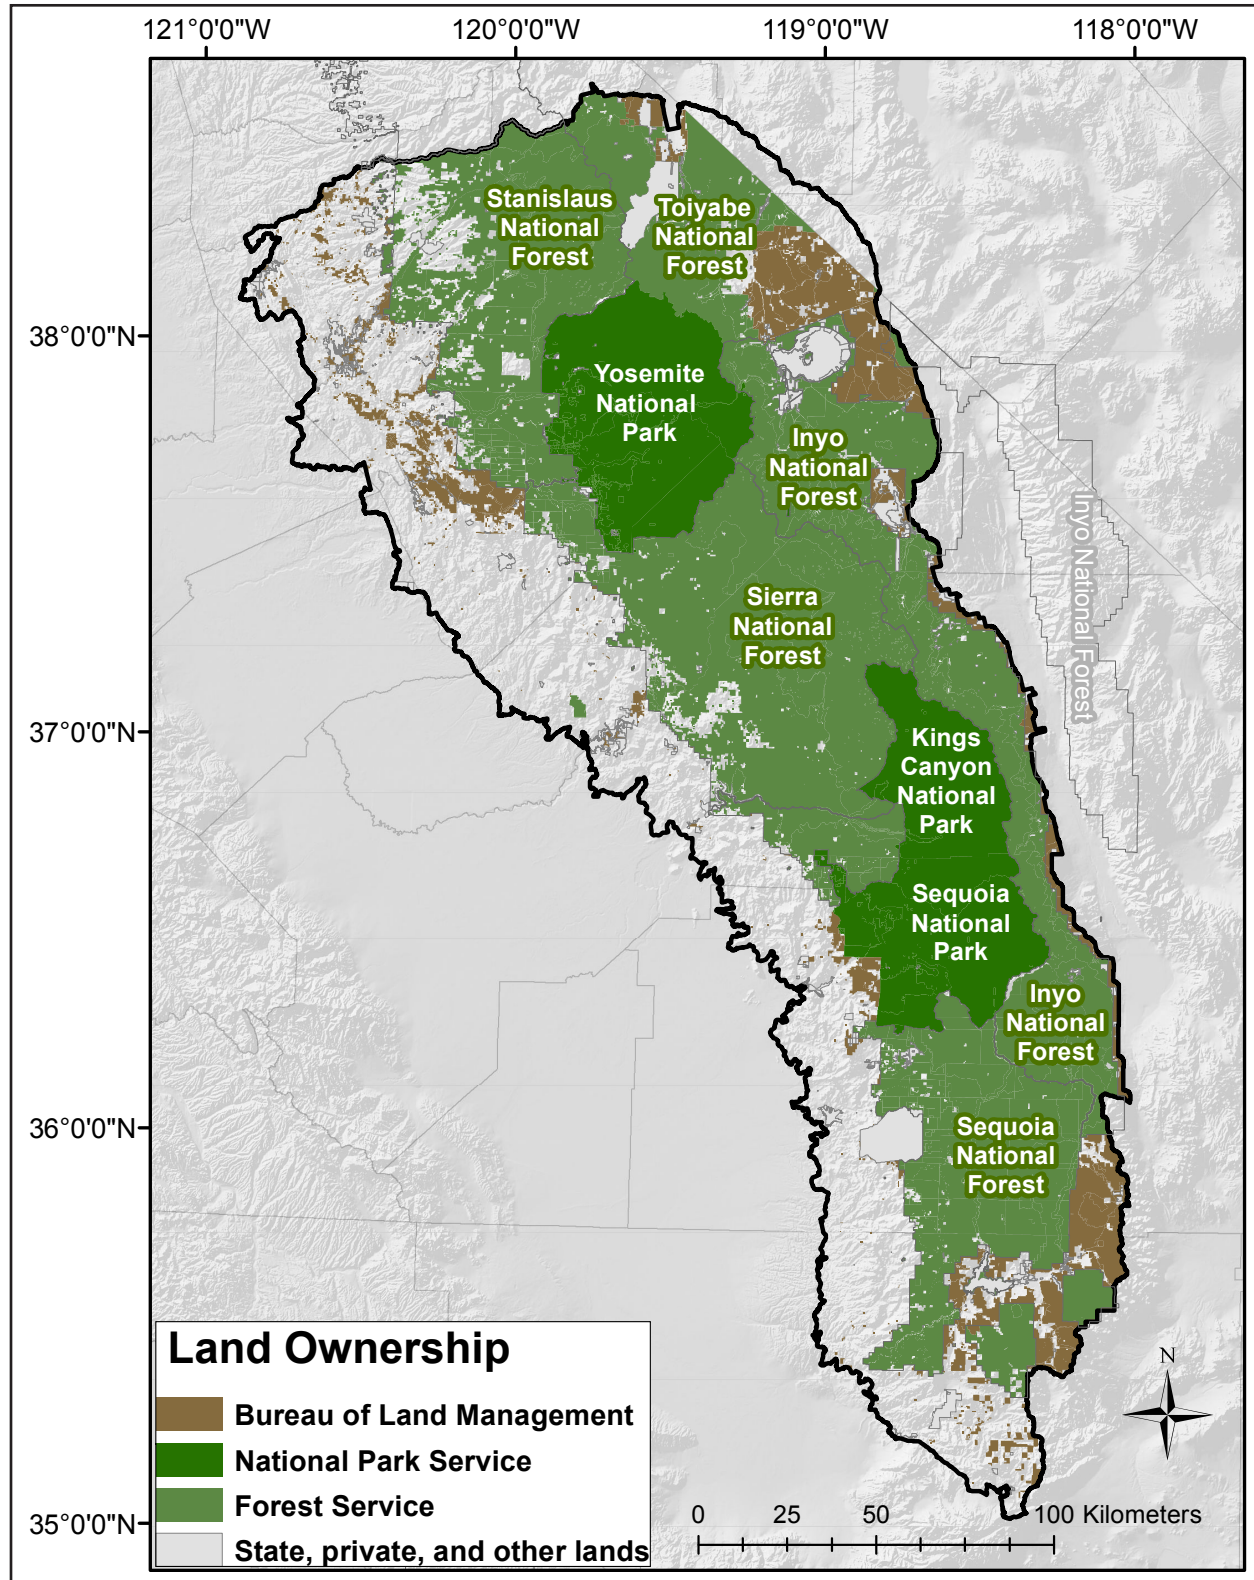 121°0'0"W
120°0'0"W
119°0'0"W
118°0'0"W
38°0'0"N
37°0'0"N
36°0'0"N
35°0'0"N
Stanislaus
National
Forest
Toiyabe
National
Forest
Yosemite
National
Park
Inyo
National
Forest
Inyo National Forest
Sierra
National
Forest
Kings
Canyon
National
Park
Sequoia
National
Park
Inyo
National
Forest
Sequoia
National
Forest
Land Ownership
Bureau of Land Management
National Park Service
Forest Service
State, private, and other lands
N
0 25 50 100 Kilometers